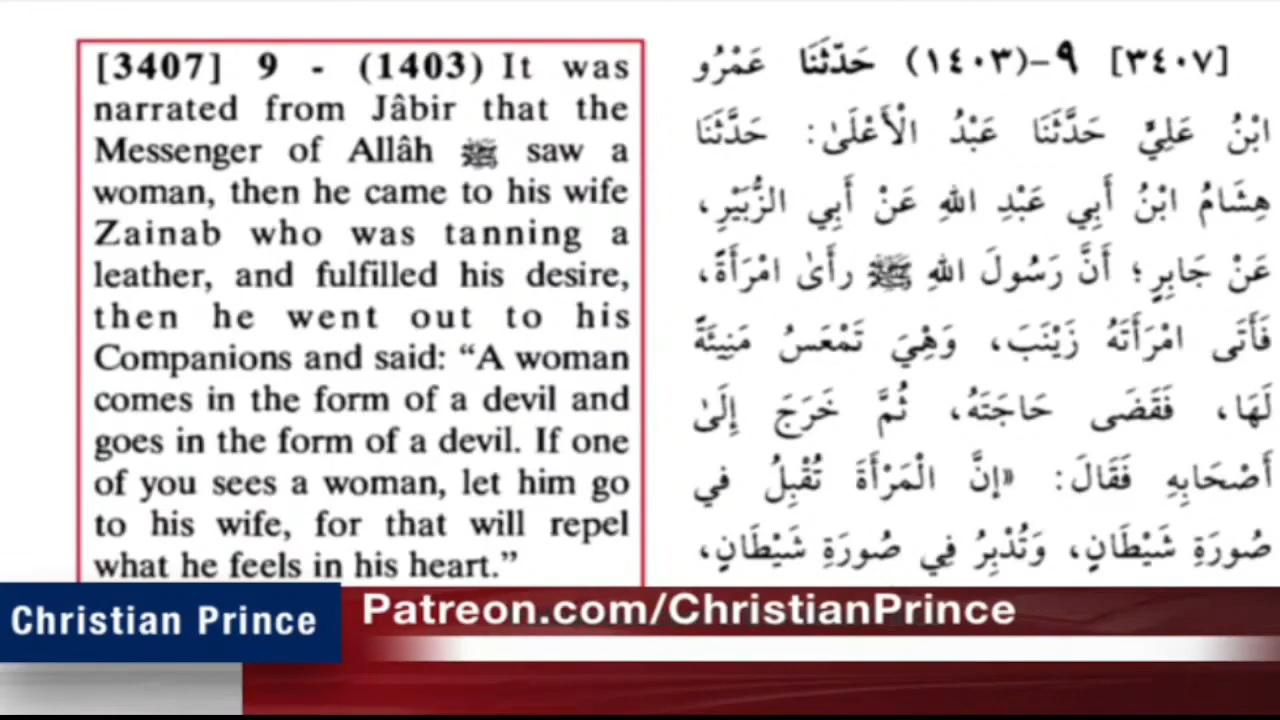 [3407] 9 - (1403) It was
narrated from Jâbir that the
Messenger of Allâh ﷺ saw a
woman, then he came to his wife
Zainab who was tanning a
leather, and fulfilled his desire,
then he went out to his
Companions and said: “A woman
comes in the form of a devil and
goes in the form of a devil. If one
of you sees a woman, let him go
to his wife, for that will repel
what he feels in his heart.”
[٣٤٠٧] ٩-(١٤٠٣) حَدَّثَنَا عَمْرُو
ابْنُ عَلِيٍّ حَدَّثَنَا عَبْدُ الْأَعْلَىٰ: حَدَّثَنَا
هِشَامُ ابْنُ أَبِي عَبْدِ اللهِ عَنْ أَبِي الزُّبَيْرِ،
عَنْ جَابِرٍ؛ أَنَّ رَسُولَ اللهِ ﷺ رأَىٰ امْرَأَةً،
فَأَتَى امْرَأَتَهُ زَيْنَبَ، وَهِيَ تَمْعَسُ مَنِيئَةً
لَهَا، فَقَضَى حَاجَتَهُ، ثُمَّ خَرَجَ إِلَىٰ
أَصْحَابِهِ فَقَالَ: «إِنَّ الْمَرْأَةَ تُقْبِلُ في
صُورَةِ شَيْطَانٍ، وَتُدْبِرُ فِي صُورَةِ شَيْطَانٍ،
Christian Prince
Patreon.com/ChristianPrince